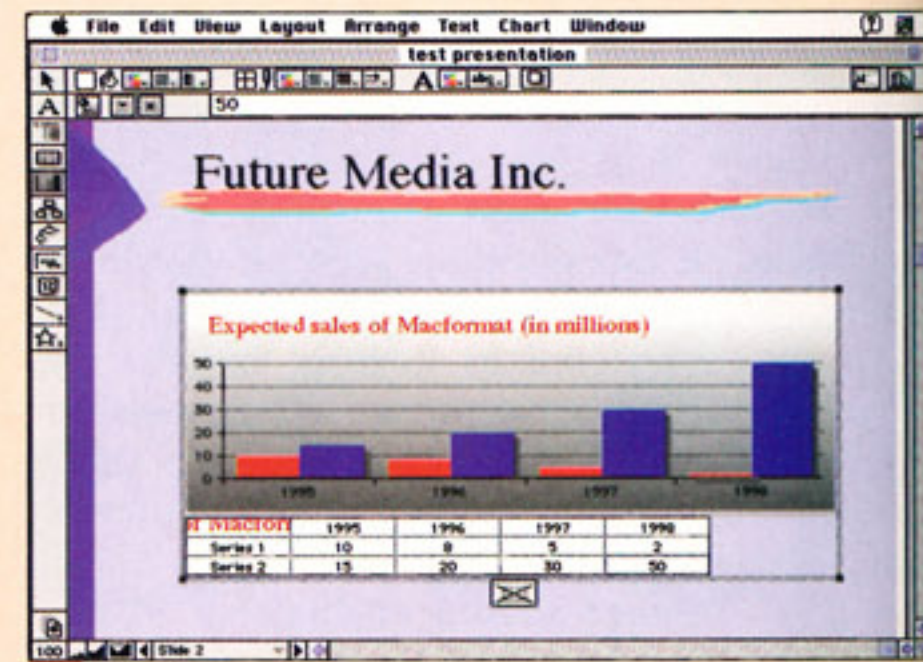 File Edit View Layout Arrange Text Chart Window
test presentation
A
A 50
Future Media Inc.
Expected sales of Macformat (in millions)
50
40
30
20
10
0
1995 1996 1997 1998
of Macfor 1995 1996 1997 1998
Series 1 10 8 5 2
Series 2 15 20 30 50
100 Slide 2